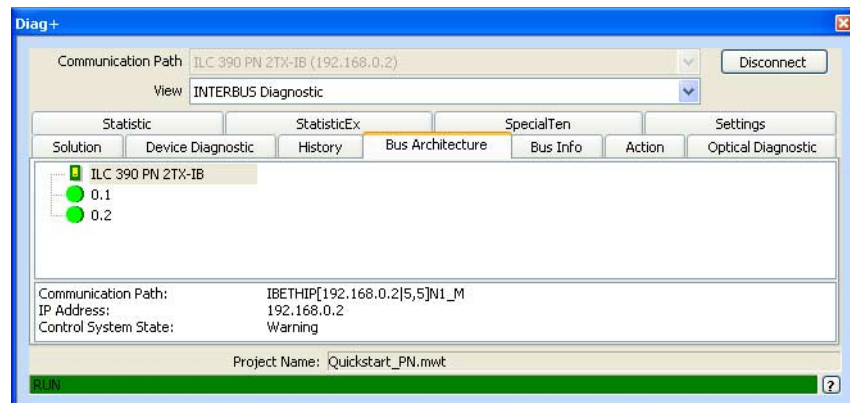 Diag+
Communication Path ILC 390 PN 2TX-IB (192.168.0.2) Disconnect
View INTERBUS Diagnostic
Statistic StatisticEx SpecialTen Settings
Solution Device Diagnostic History Bus Architecture Bus Info Action Optical Diagnostic
ILC 390 PN 2TX-IB
0.1
0.2
Communication Path: IBETHIP[192.168.0.2|5,5]N1_M
IP Address: 192.168.0.2
Control System State: Warning
Project Name: Quickstart_PN.mwt
RUN ?